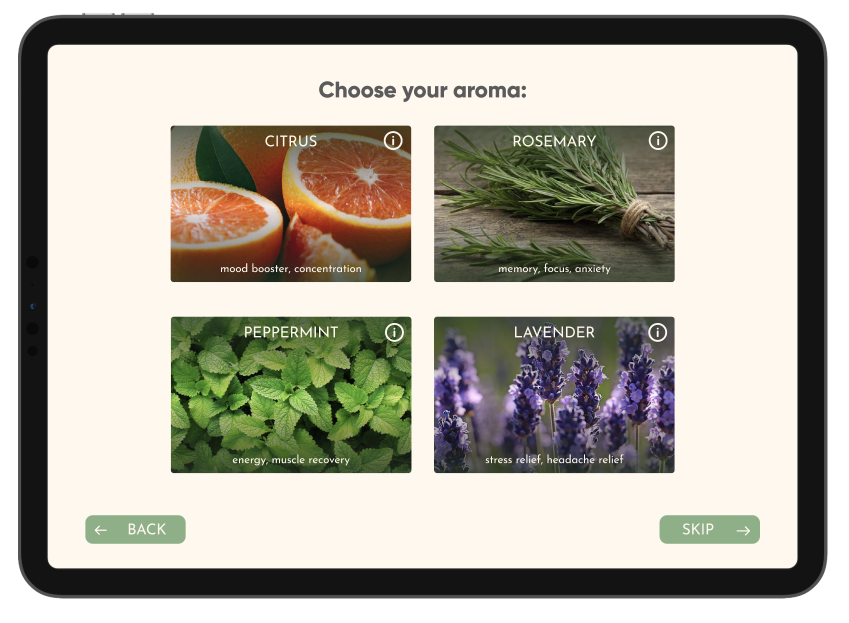 Choose your aroma:
CITRUS
mood booster, concentration
ROSEMARY
memory, focus, anxiety
PEPPERMINT
energy, muscle recovery
LAVENDER
stress relief, headache relief
← BACK
SKIP →